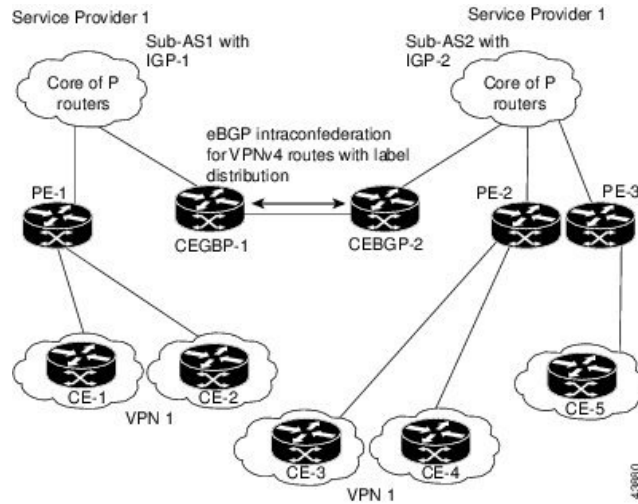 Service Provider 1
Service Provider 1
Sub-AS1 with
IGP-1
Sub-AS2 with
IGP-2
Core of P
routers
Core of P
routers
eBGP intraconfederation
for VPNv4 routes with label
distribution
PE-1
CEGBP-1
CEBGP-2
PE-2
PE-3
CE-1
CE-2
VPN 1
CE-3
CE-4
VPN 1
CE-5
43880